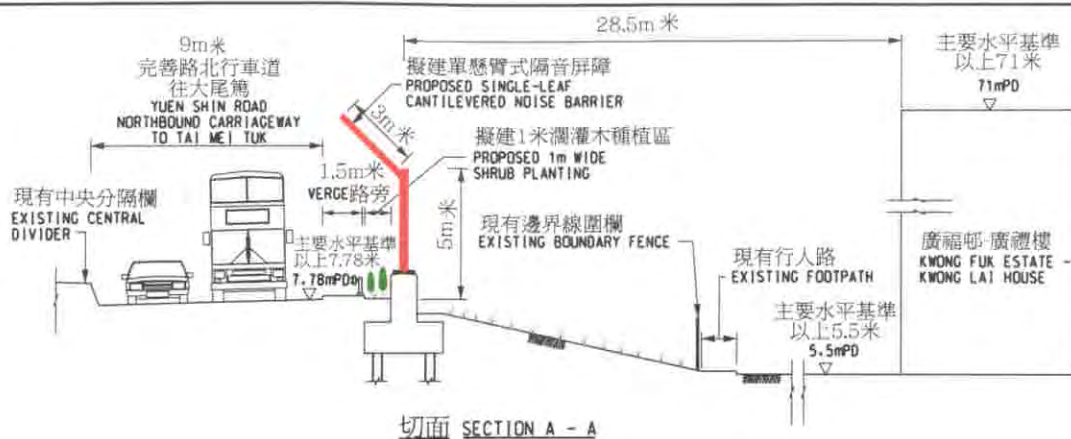 28.5m米
9m米
完善路北行車道
往大尾篤
YUEN SHIN ROAD
NORTHBOUND CARRIAGEWAY
TO TAI MEI TUK
擬建單懸臂式隔音屏障
PROPOSED SINGLE-LEAF
CANTILEVERED NOISE BARRIER
主要水平基準
以上71米
71mPD
3m米
擬建1米濶灌木種植區
PROPOSED 1m WIDE
SHRUB PLANTING
1.5m米
VERGE路旁
現有中央分隔欄
EXISTING CENTRAL
DIVIDER
5m米
現有邊界線圍欄
EXISTING BOUNDARY FENCE
主要水平基準
以上7.78米
7.78mPD
現有行人路
EXISTING FOOTPATH
廣福邨-廣禮樓
KWONG FUK ESTATE -
KWONG LAI HOUSE
主要水平基準
以上5.5米
5.5mPD
切面 SECTION A - A